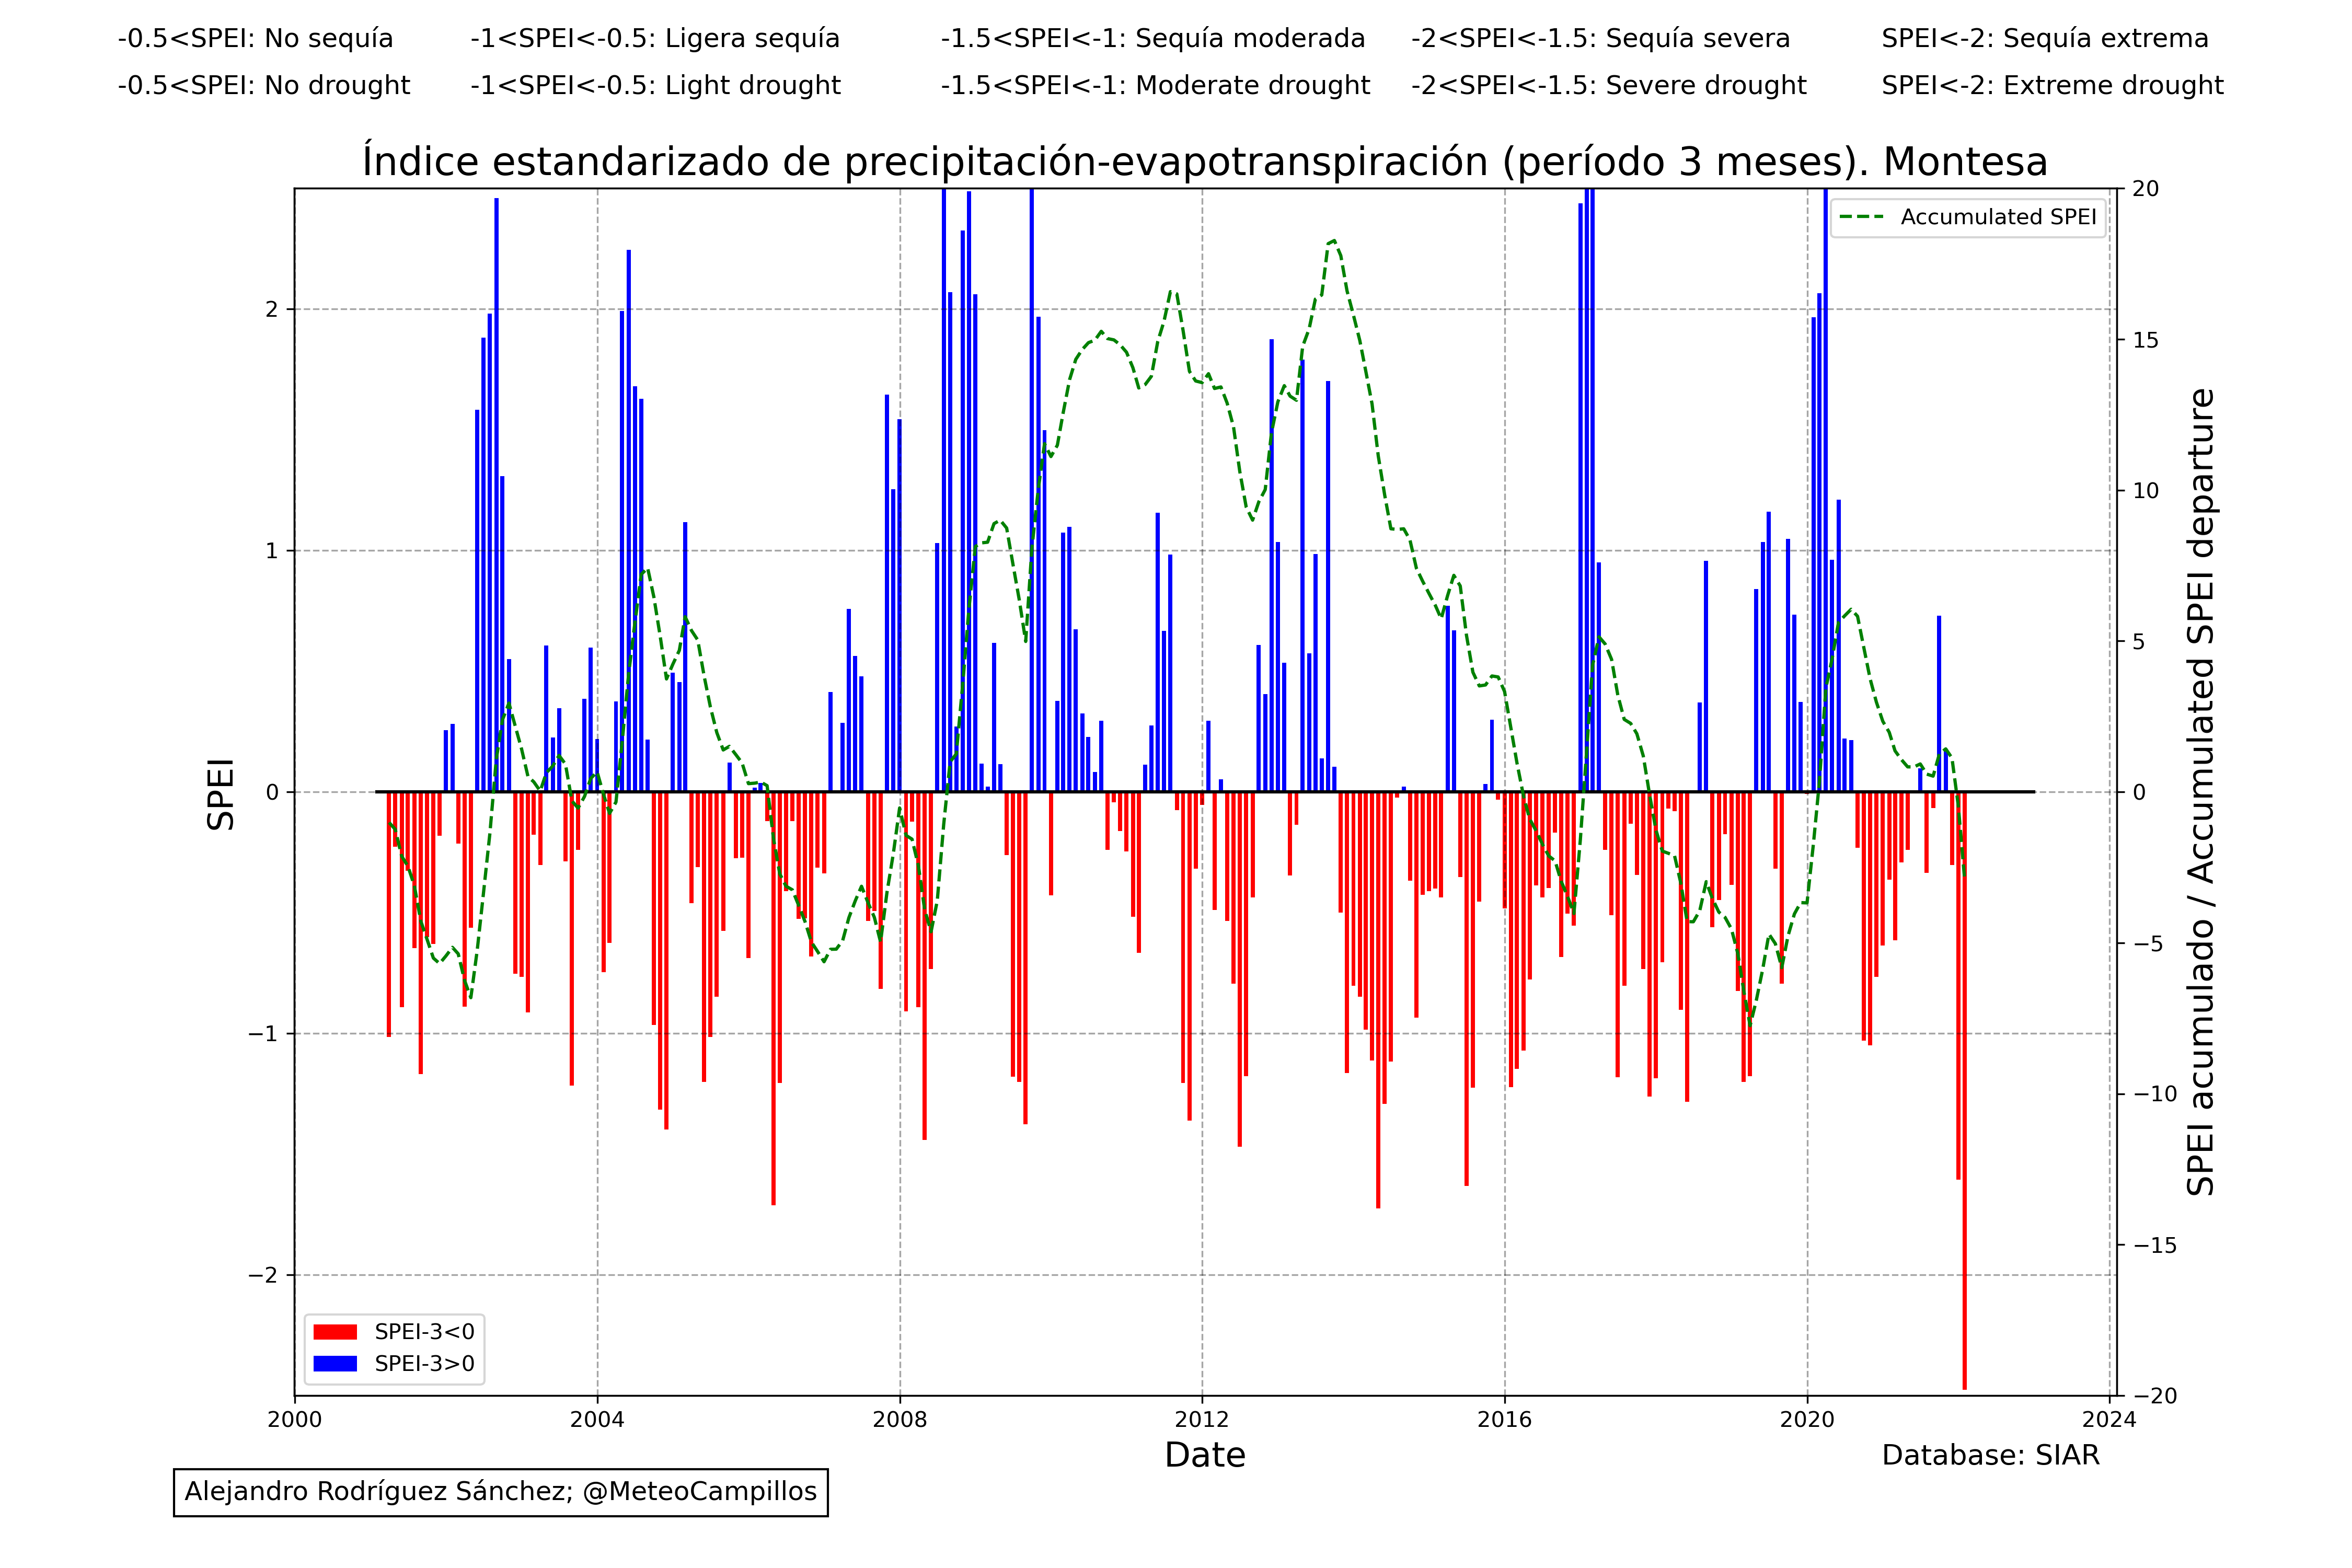 -0.5<SPEI: No sequía -1<SPEI<-0.5: Ligera sequía -1.5<SPEI<-1: Sequía moderada -2<SPEI<-1.5: Sequía severa SPEI<-2: Sequía extrema
-0.5<SPEI: No drought -1<SPEI<-0.5: Light drought -1.5<SPEI<-1: Moderate drought -2<SPEI<-1.5: Severe drought SPEI<-2: Extreme drought
Índice estandarizado de precipitación-evapotranspiración (período 3 meses). Montesa
Accumulated SPEI
SPEI
2
1
0
−1
−2
20
15
10
5
0
−5
−10
−15
−20
SPEI acumulado / Accumulated SPEI departure
SPEI-3<0
SPEI-3>0
2000 2004 2008 2012 2016 2020 2024
Date
Database: SIAR
Alejandro Rodríguez Sánchez; @MeteoCampillos